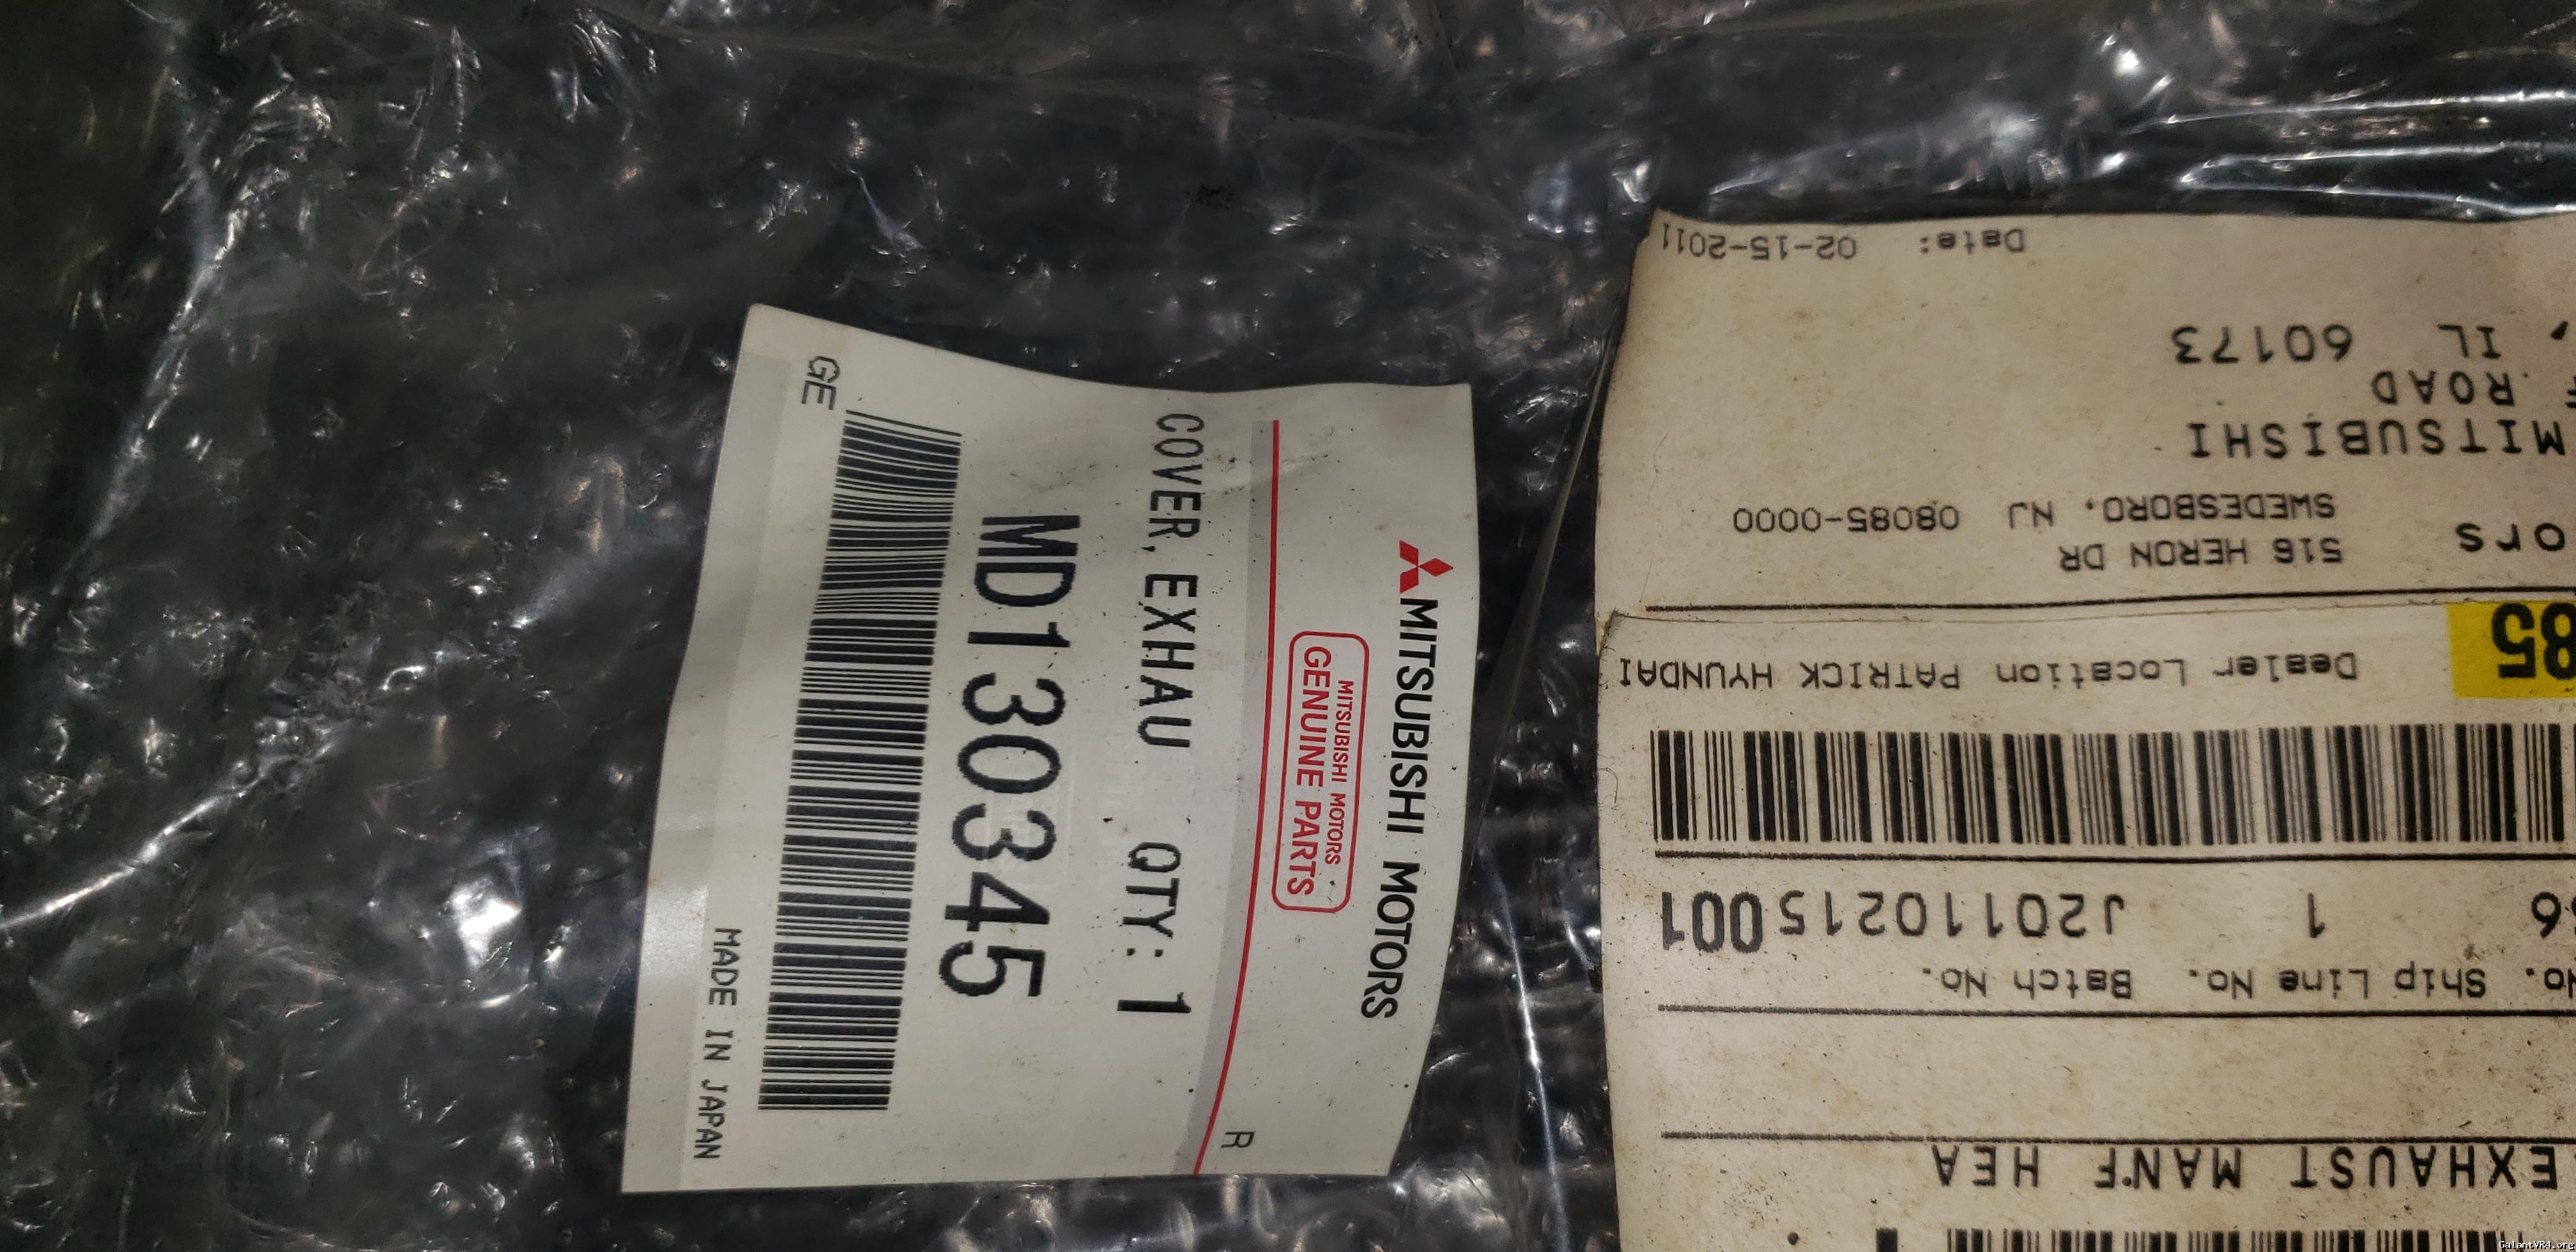 MITSUBISHI MOTORS
MITSUBISHI MOTORS
GENUINE PARTS
R
COVER, EXHAU QTY: 1
MD130345
GE
MADE IN JAPAN
EXHAUST MANF HEA
Ship Line No. Batch No.
1 J20110215001
Dealer Location PATRICK HYUNDAI
85
516 HERON DR
ors
SWEDESBORO, NJ 08085-0000
MITSUBISHI
ROAD
, IL 60173
Date: 02-15-2011
GalantVR4.org